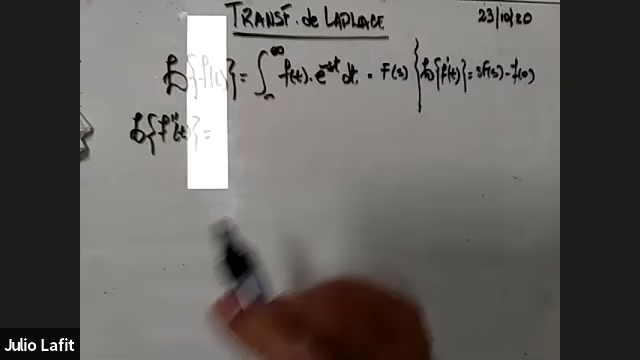 TRANSF. de LAPLACE 23/10/20
ℒ{f(t)} = ∫₀^∞ f(t). e^-st dt = F(s) { ℒ{f'(t)} = sF(s) - f(0)
ℒ{f''(t)} =
Julio Lafit